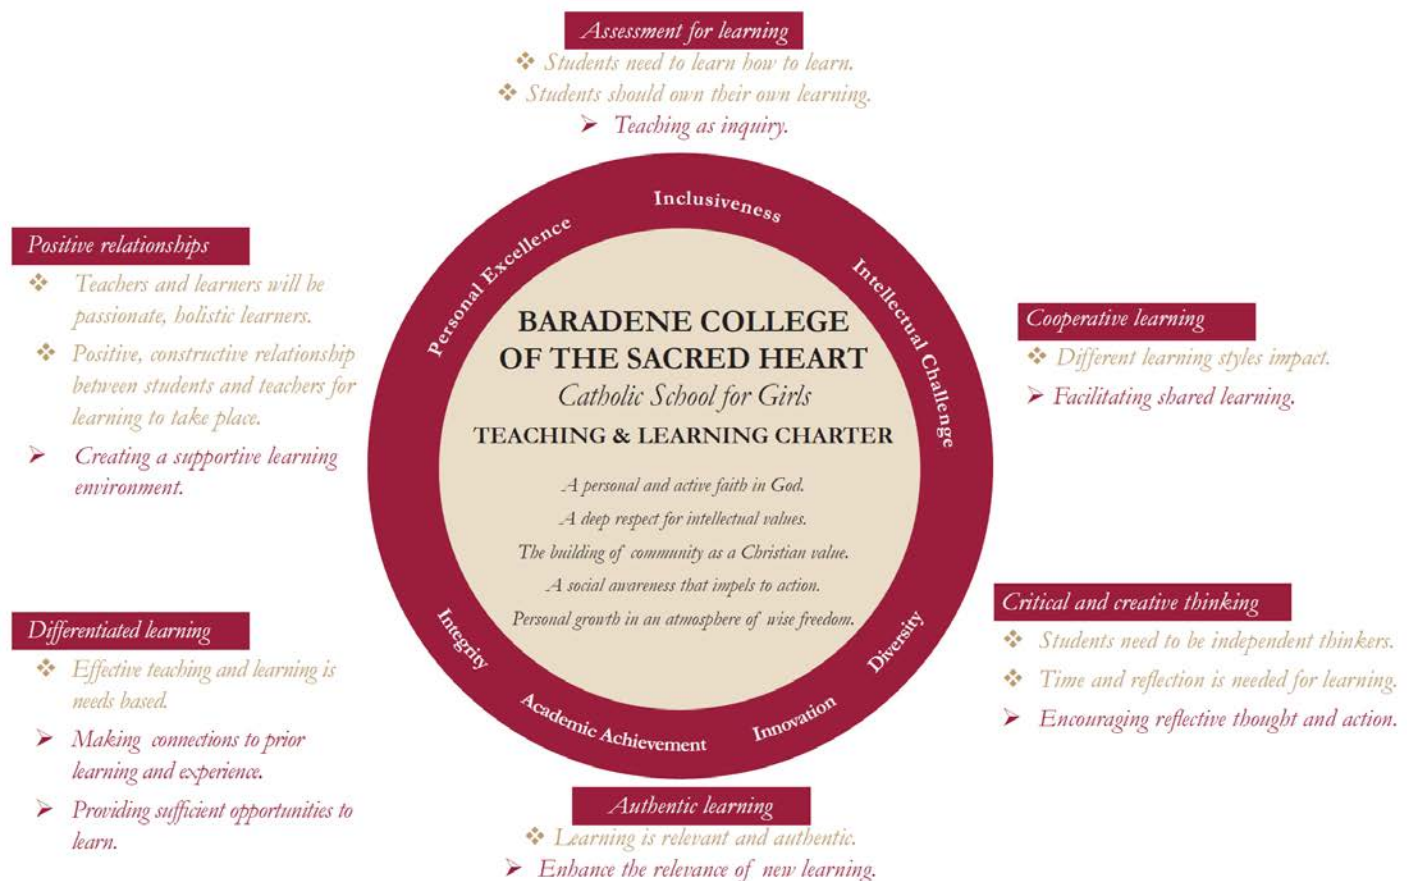 Assessment for learning
❖ Students need to learn how to learn.
❖ Students should own their own learning.
➢ Teaching as inquiry.
Positive relationships
❖ Teachers and learners will be
passionate, holistic learners.
❖ Positive, constructive relationship
between students and teachers for
learning to take place.
➢ Creating a supportive learning
environment.
Differentiated learning
❖ Effective teaching and learning is
needs based.
➢ Making connections to prior
learning and experience.
➢ Providing sufficient opportunities to
learn.
Personal Excellence
Inclusiveness
Intellectual Challenge
BARADENE COLLEGE
OF THE SACRED HEART
Catholic School for Girls
TEACHING & LEARNING CHARTER
A personal and active faith in God.
A deep respect for intellectual values.
The building of community as a Christian value.
A social awareness that impels to action.
Personal growth in an atmosphere of wise freedom.
Integrity
Academic Achievement
Innovation
Diversity
Cooperative learning
❖ Different learning styles impact.
➢ Facilitating shared learning.
Critical and creative thinking
❖ Students need to be independent thinkers.
❖ Time and reflection is needed for learning.
➢ Encouraging reflective thought and action.
Authentic learning
❖ Learning is relevant and authentic.
➢ Enhance the relevance of new learning.